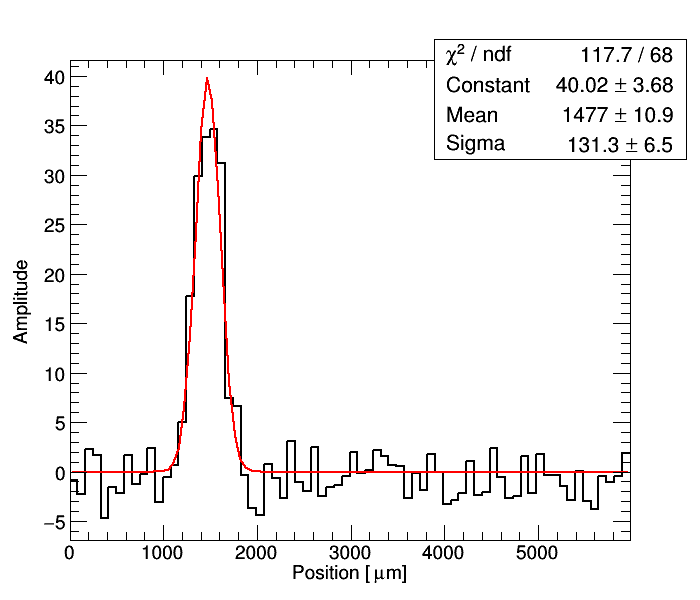 χ² / ndf 117.7 / 68
Constant 40.02 ± 3.68
Mean 1477 ± 10.9
Sigma 131.3 ± 6.5
40
35
30
25
20
15
10
5
0
−5
Amplitude
0 1000 2000 3000 4000 5000
Position [ μm]